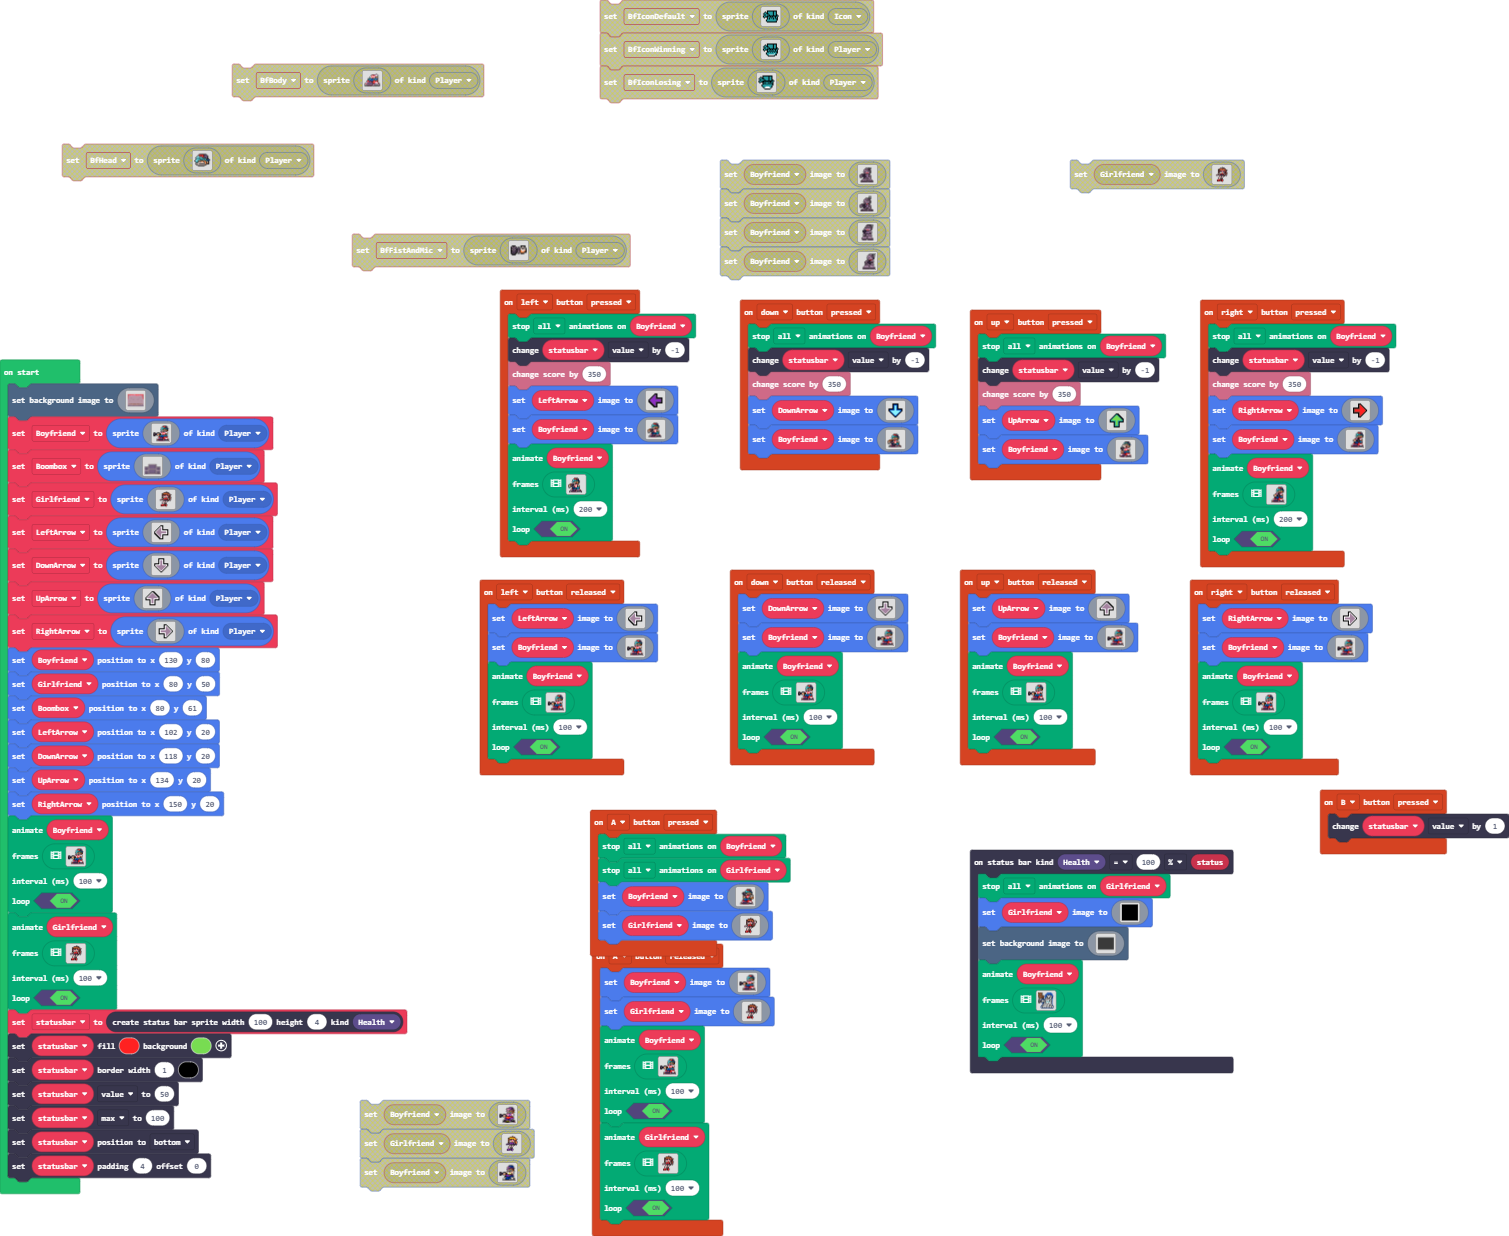 set BfIconDefault to sprite of kind Icon
set BfIconWinning to sprite of kind Player
set BfIconLosing to sprite of kind Player
set BfBody to sprite of kind Player
set BfHead to sprite of kind Player
set Boyfriend image to
set Boyfriend image to
set Boyfriend image to
set Boyfriend image to
set Girlfriend image to
set BfFistAndMic to sprite of kind Player
on left button pressed
stop all animations on Boyfriend
change statusbar value by -1
change score by 350
set LeftArrow image to
set Boyfriend image to
animate Boyfriend
frames
interval (ms) 200
loop ON
on down button pressed
stop all animations on Boyfriend
change statusbar value by -1
change score by 350
set DownArrow image to
set Boyfriend image to
on up button pressed
stop all animations on Boyfriend
change statusbar value by -1
change score by 350
set UpArrow image to
set Boyfriend image to
on right button pressed
stop all animations on Boyfriend
change statusbar value by -1
change score by 350
set RightArrow image to
set Boyfriend image to
animate Boyfriend
frames
interval (ms) 200
loop ON
on start
set background image to
set Boyfriend to sprite of kind Player
set Boombox to sprite of kind Player
set Girlfriend to sprite of kind Player
set LeftArrow to sprite of kind Player
set DownArrow to sprite of kind Player
set UpArrow to sprite of kind Player
set RightArrow to sprite of kind Player
set Boyfriend position to x 130 y 80
set Girlfriend position to x 80 y 50
set Boombox position to x 80 y 61
set LeftArrow position to x 102 y 20
set DownArrow position to x 118 y 20
set UpArrow position to x 134 y 20
set RightArrow position to x 150 y 20
animate Boyfriend
frames
interval (ms) 100
loop ON
animate Girlfriend
frames
interval (ms) 100
loop ON
set statusbar to create status bar sprite width 100 height 4 kind Health
set statusbar fill background
set statusbar border width 1
set statusbar value to 50
set statusbar max to 100
set statusbar position to bottom
set statusbar padding 4 offset 0
on left button released
set LeftArrow image to
set Boyfriend image to
animate Boyfriend
frames
interval (ms) 100
loop ON
on down button released
set DownArrow image to
set Boyfriend image to
animate Boyfriend
frames
interval (ms) 100
loop ON
on up button released
set UpArrow image to
set Boyfriend image to
animate Boyfriend
frames
interval (ms) 100
loop ON
on right button released
set RightArrow image to
set Boyfriend image to
animate Boyfriend
frames
interval (ms) 100
loop ON
on B button pressed
change statusbar value by 1
on A button pressed
stop all animations on Boyfriend
stop all animations on Girlfriend
set Boyfriend image to
set Girlfriend image to
on A button released
set Boyfriend image to
set Girlfriend image to
animate Boyfriend
frames
interval (ms) 100
loop ON
animate Girlfriend
frames
interval (ms) 100
loop ON
on status bar kind Health = 100 % status
stop all animations on Girlfriend
set Girlfriend image to
set background image to
animate Boyfriend
frames
interval (ms) 100
loop ON
set Boyfriend image to
set Girlfriend image to
set Boyfriend image to